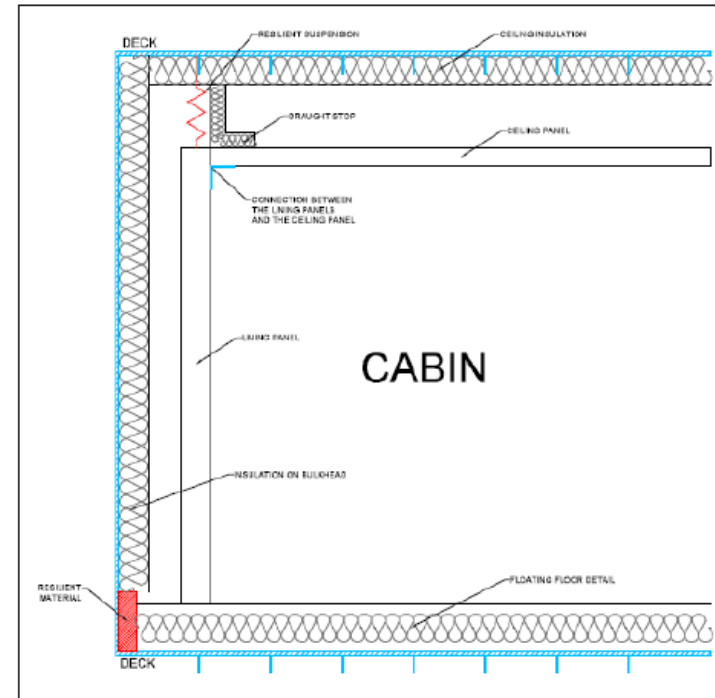 DECK
RESILIENT SUSPENSION
CEILING INSULATION
DRAUGHT STOP
CEILING PANEL
CONNECTION BETWEEN
THE LINING PANELS
AND THE CEILING PANEL
LINING PANEL
CABIN
INSULATION ON BULKHEAD
RESILIENT
MATERIAL
FLOATING FLOOR DETAIL
DECK